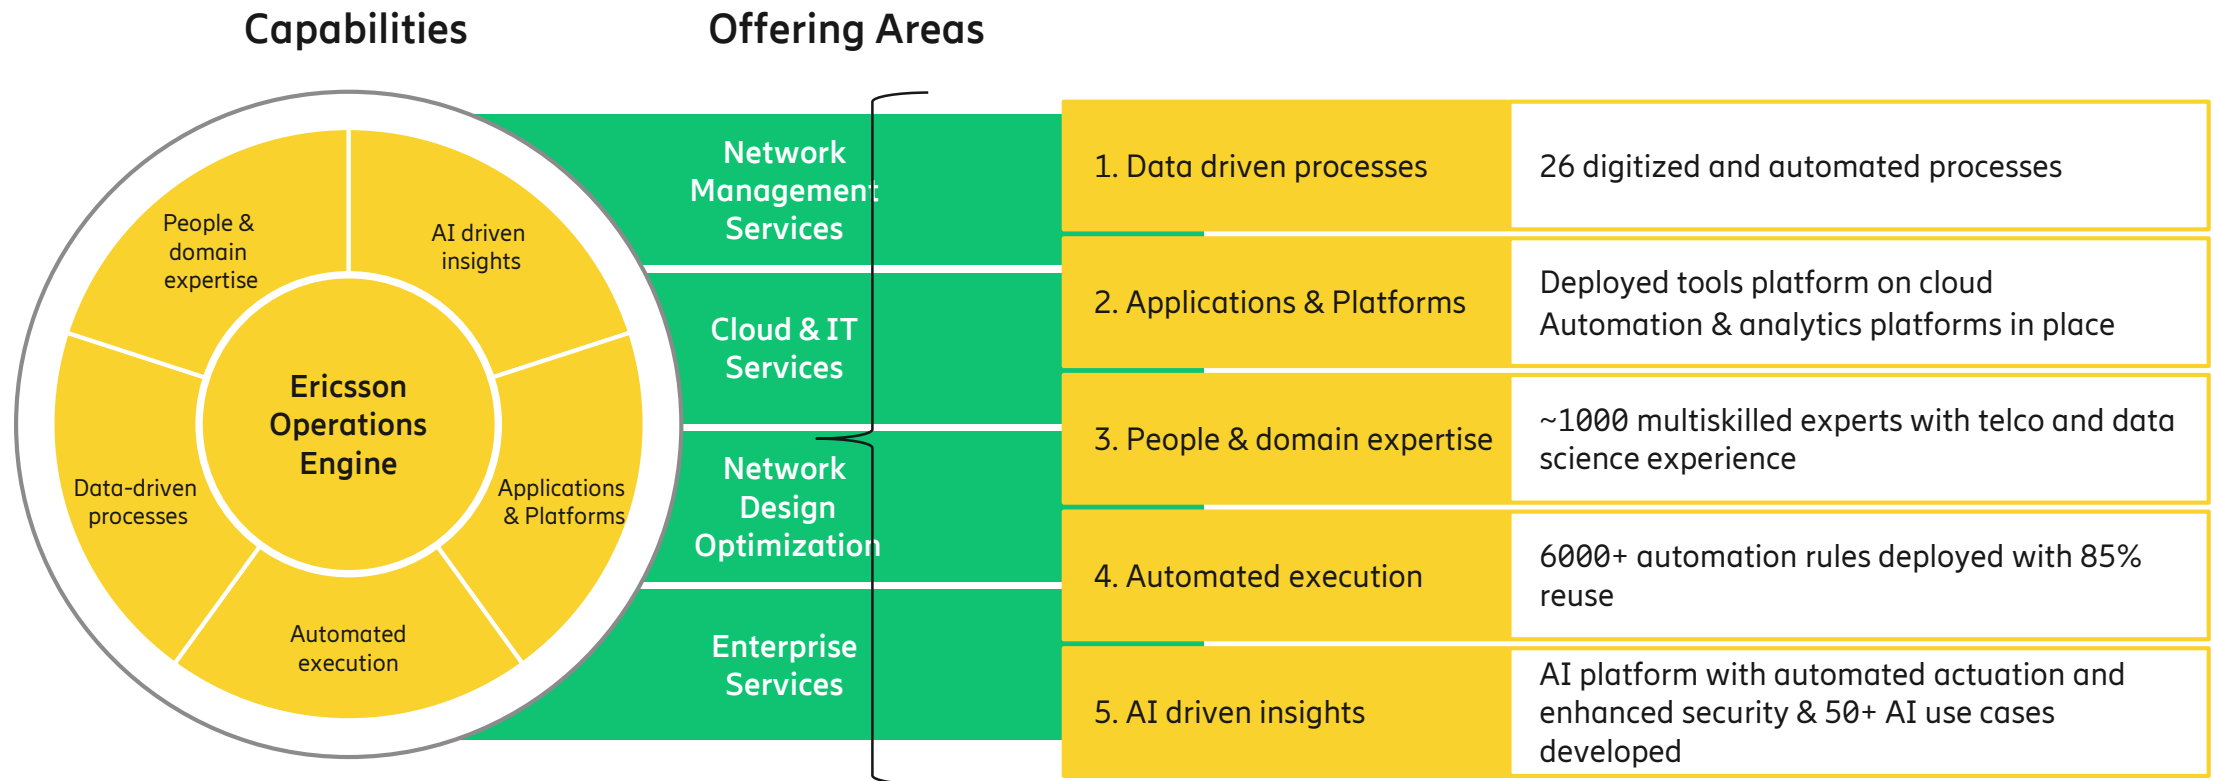 Capabilities
Offering Areas
People &
domain
expertise
AI driven
insights
Ericsson
Operations
Engine
Data-driven
processes
Applications
& Platforms
Automated
execution
Network
Management
Services
Cloud & IT
Services
Network
Design
Optimization
Enterprise
Services
1. Data driven processes
26 digitized and automated processes
2. Applications & Platforms
Deployed tools platform on cloud
Automation & analytics platforms in place
3. People & domain expertise
~1000 multiskilled experts with telco and data
science experience
4. Automated execution
6000+ automation rules deployed with 85%
reuse
5. AI driven insights
AI platform with automated actuation and
enhanced security & 50+ AI use cases
developed